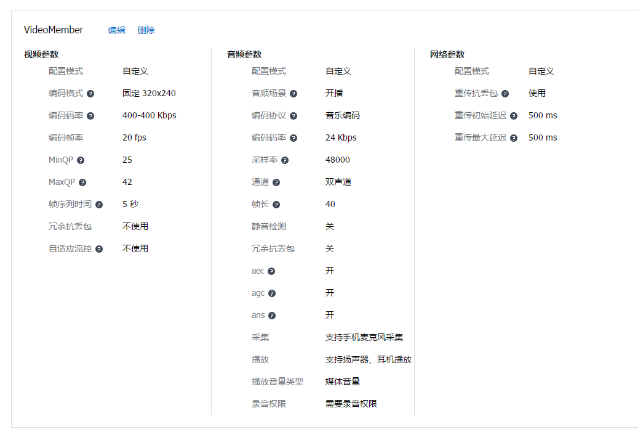 VideoMember 编辑 删除
视频参数
配置模式 自定义
编码格式 固定 320x240
编码码率 400-400 Kbps
编码帧率 20 fps
MinQP 25
MaxQP 42
帧序列时间 5 秒
冗余抗丢包 不使用
自适应流控 不使用
音频参数
配置模式 自定义
音频场景 开播
编码协议 音乐编码
编码码率 24 Kbps
采样率 48000
通道 双声道
帧长 40
静音检测 关
冗余抗丢包 关
aec 开
agc 开
ans 开
采集 支持手机麦克风采集
播放 支持扬声器、耳机播放
播放音量类型 媒体音量
录音权限 需要录音权限
网络参数
配置模式 自定义
重传抗丢包 使用
重传初始延迟 500 ms
重传最大延迟 500 ms